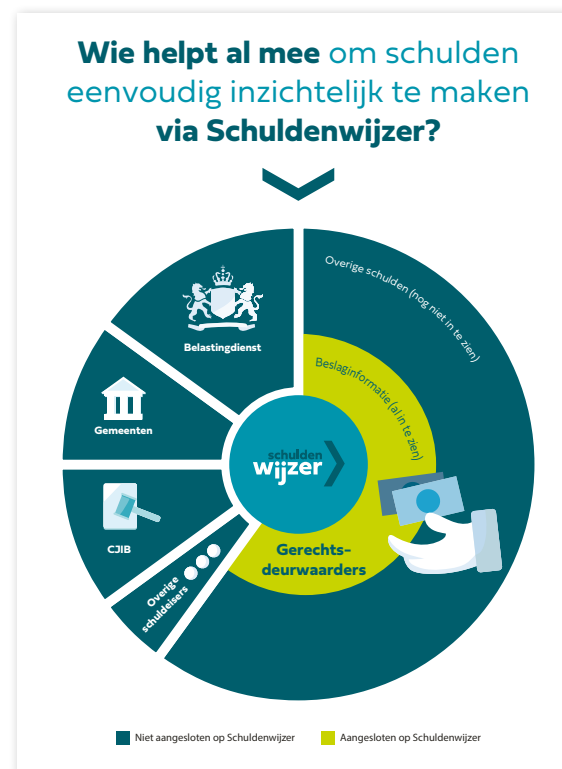 Wie helpt al mee om schulden
eenvoudig inzichtelijk te maken
via Schuldenwijzer?
Overige schulden (nog niet in te zien)
Belastingdienst
Beslaginformatie (al in te zien)
Gemeenten
schulden
wijzer
CJIB
Gerechts-
deurwaarders
Overige
schuldeisers
Niet aangesloten op Schuldenwijzer
Aangesloten op Schuldenwijzer